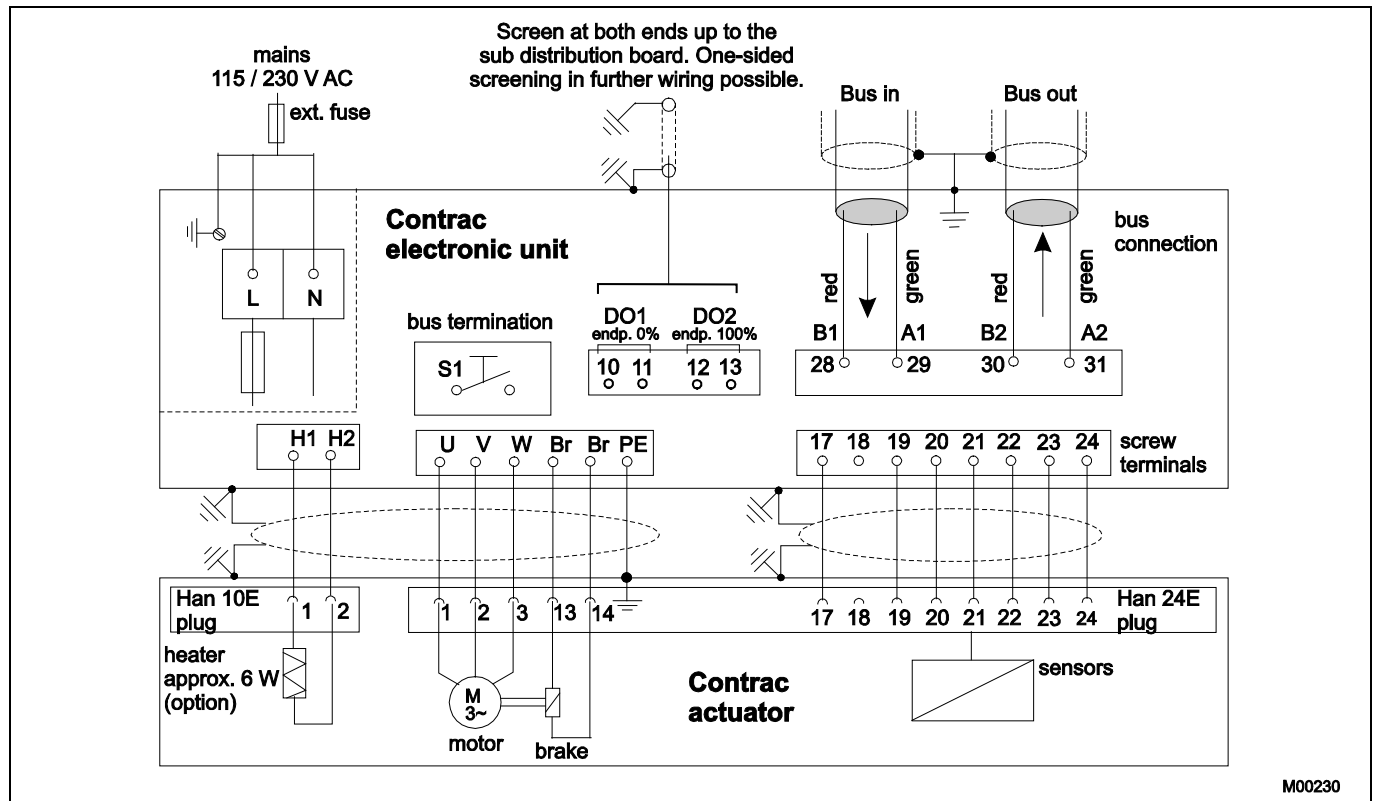 Screen at both ends up to the
sub distribution board. One-sided
screening in further wiring possible.
mains
115 / 230 V AC
ext. fuse
Bus in
Bus out
Contrac
electronic unit
bus
connection
L N
red
green
red
green
bus termination
S1
DO1 DO2
endp. 0% endp. 100%
10 11 12 13
B1 A1 B2 A2
28 29 30 31
H1 H2
U V W Br Br PE
17 18 19 20 21 22 23 24
screw
terminals
Han 10E
plug
1 2
1 2 3 13 14
17 18 19 20 21 22 23 24
Han 24E
plug
heater
approx. 6 W
(option)
M
3~
motor
brake
Contrac
actuator
sensors
M00230